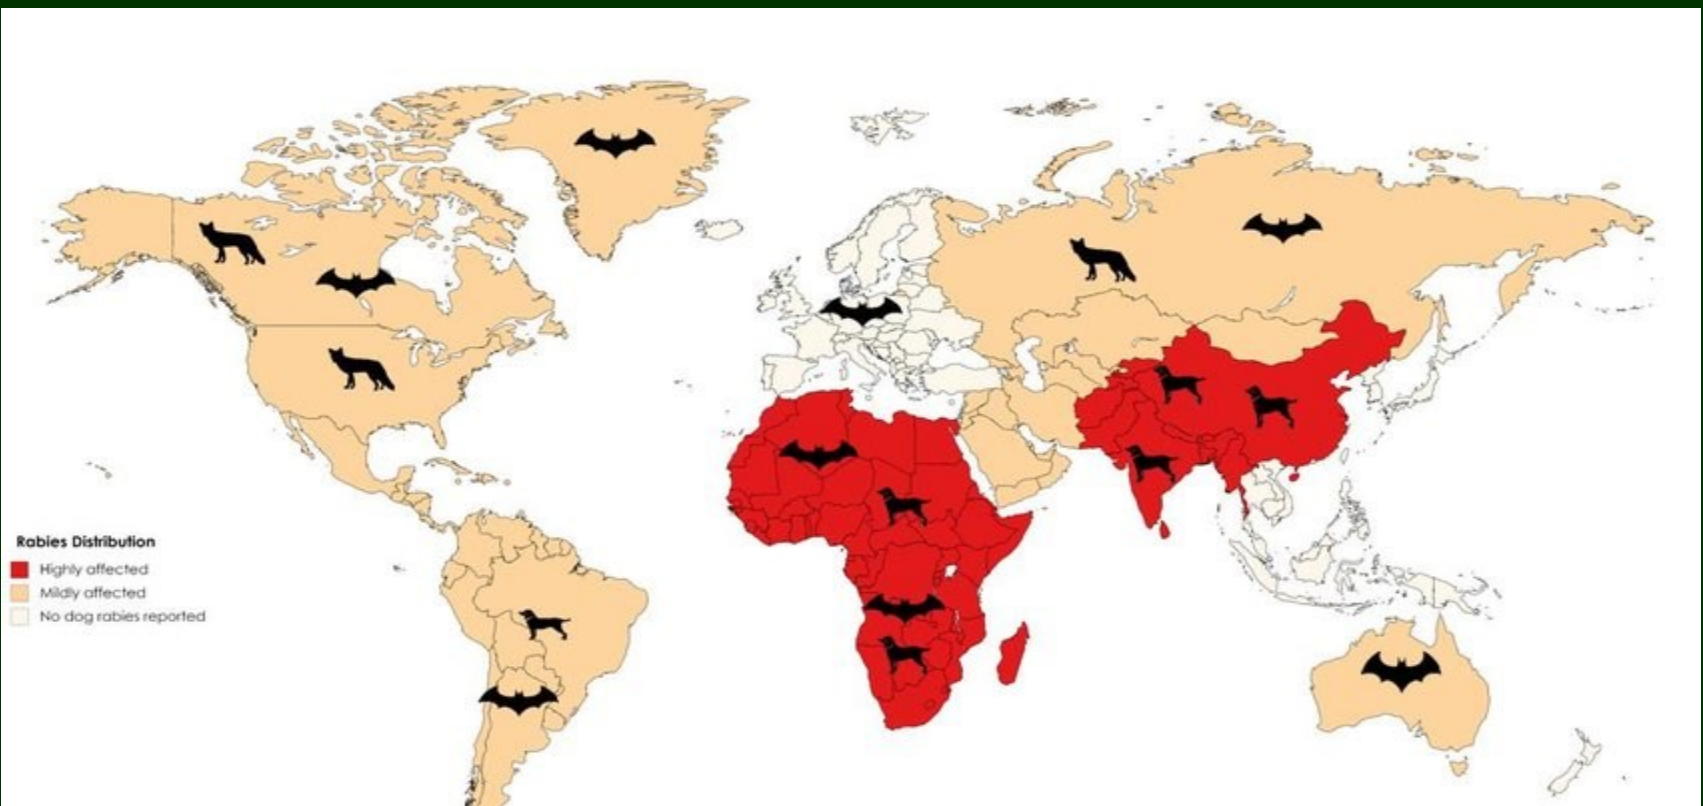 Rabies Distribution
Highly affected
Mildly affected
No dog rabies reported